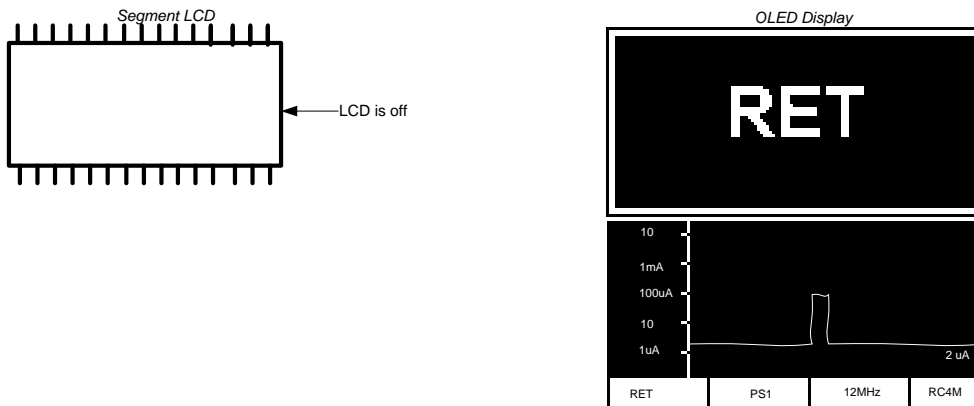 Segment LCD
LCD is off
OLED Display
RET
10
1mA
100uA
10
1uA
2 uA
RET PS1 12MHz RC4M